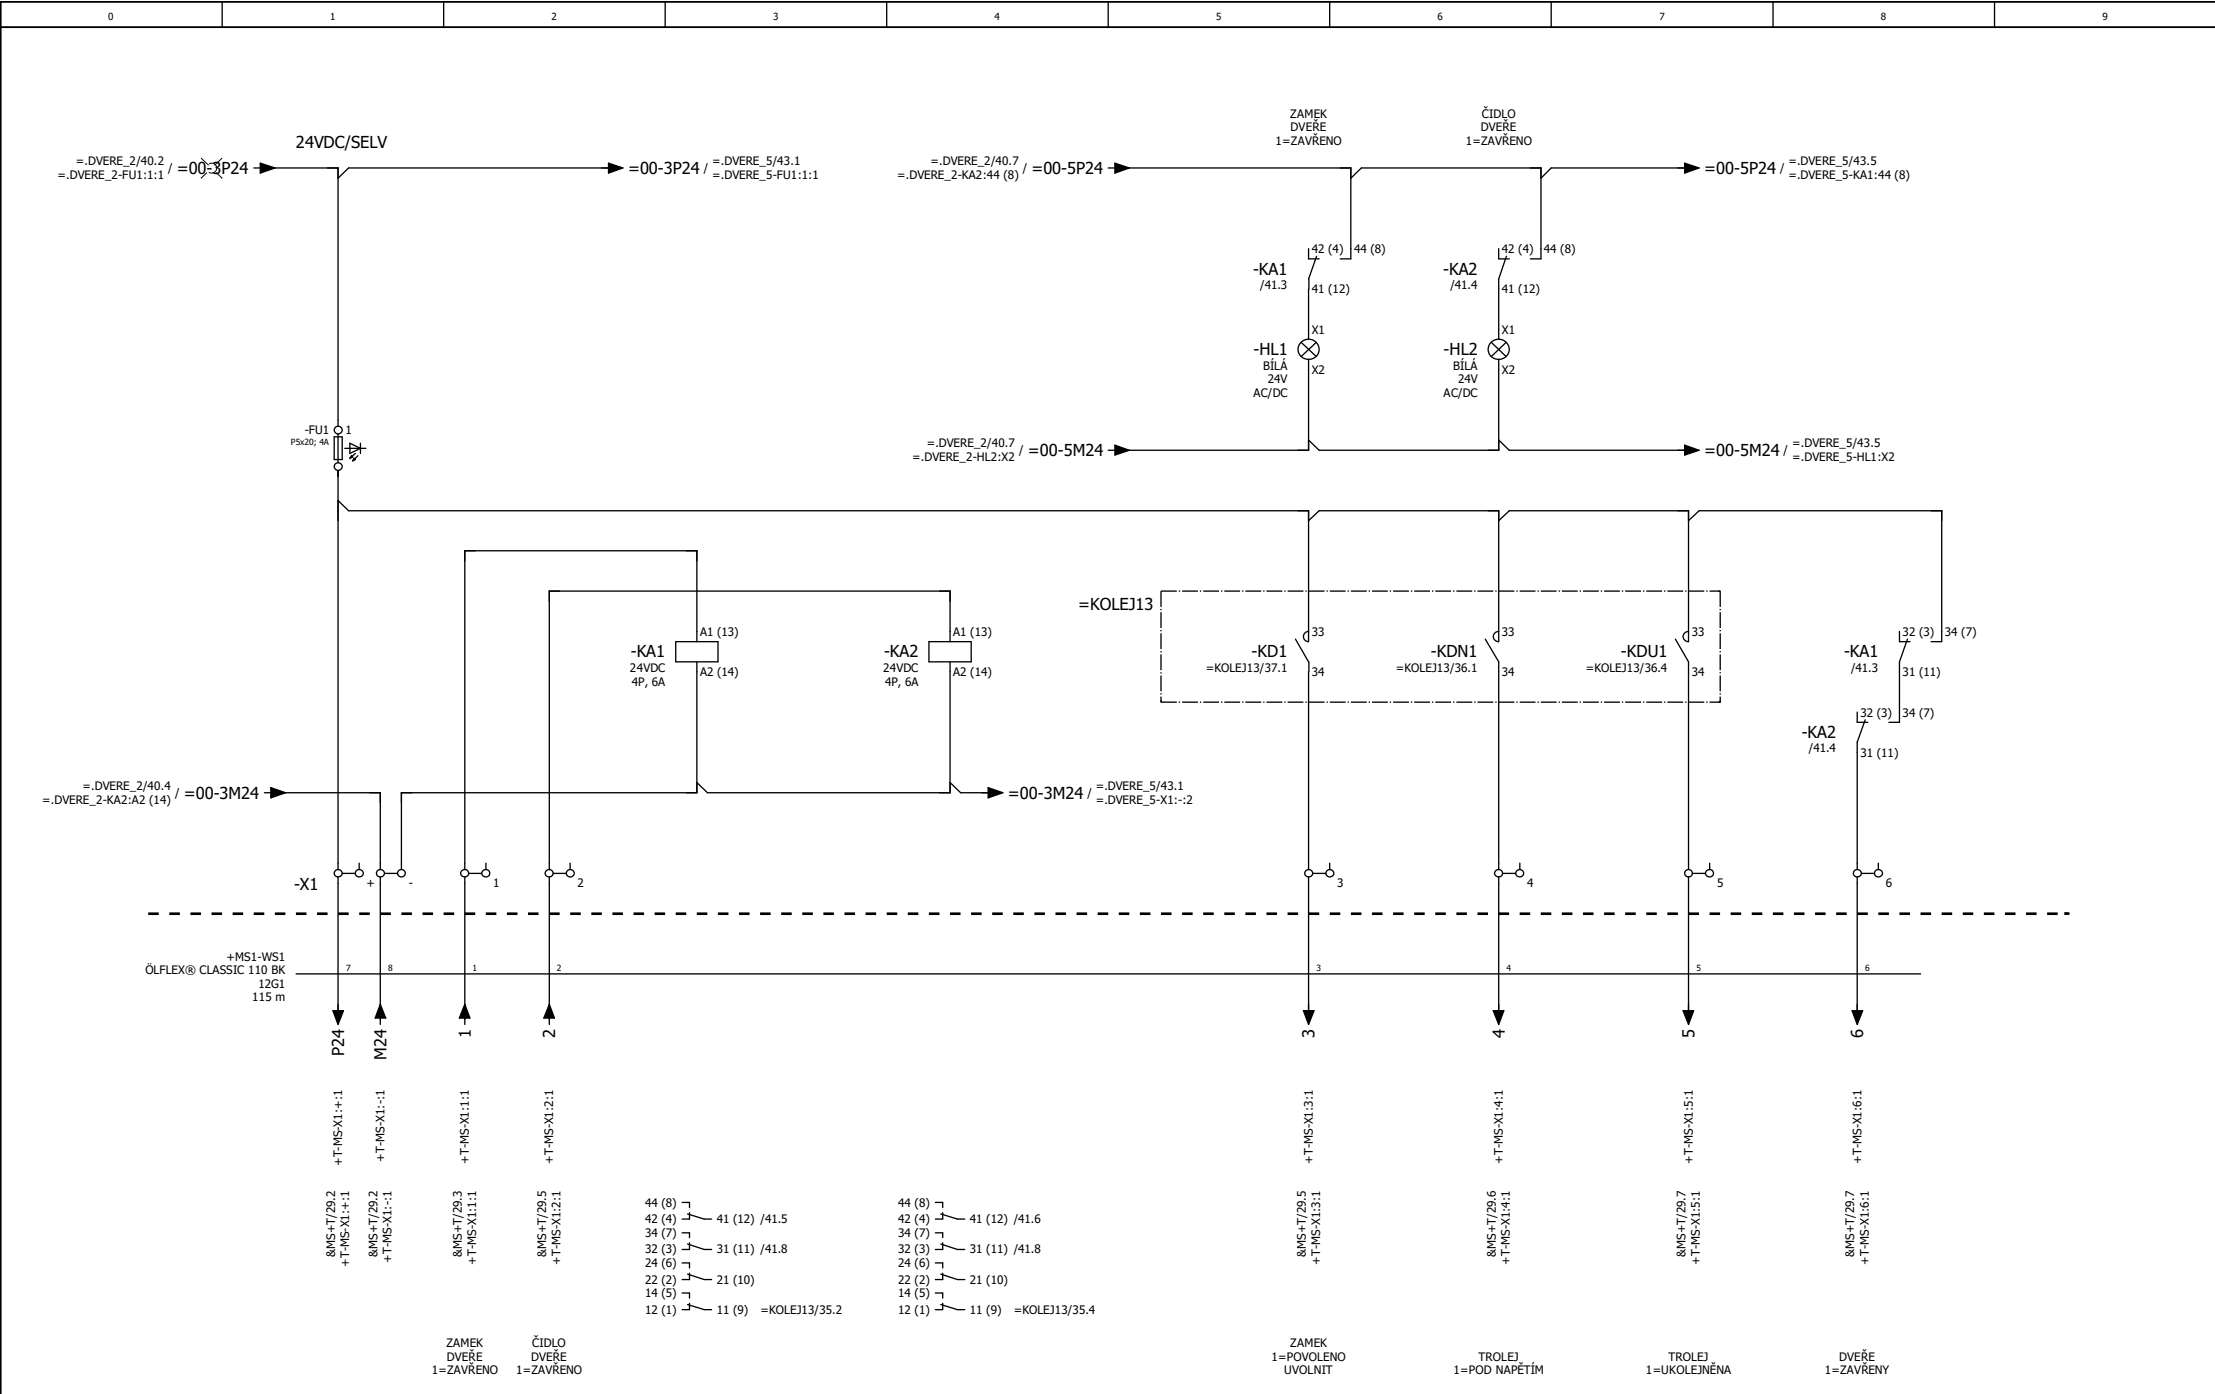 0 1 2 3 4 5 6 7 8 9
24VDC/SELV
=.DVERE_2/40.2
=.DVERE_2-FU1:1:1 / =00-3P24
=00-3P24 / =.DVERE_5/43.1
=.DVERE_5-FU1:1:1
=.DVERE_2/40.7
=.DVERE_2-KA2:44 (8) / =00-5P24
ZAMEK
DVEŘE
1=ZAVŘENO
ČIDLO
DVEŘE
1=ZAVŘENO
=00-5P24 / =.DVERE_5/43.5
=.DVERE_5-KA1:44 (8)
42 (4) 44 (8)
-KA1
/41.3
41 (12)
42 (4) 44 (8)
-KA2
/41.4
41 (12)
X1
-HL1
BÍLÁ
24V
AC/DC
X2
X1
-HL2
BÍLÁ
24V
AC/DC
X2
-FU1 1
P5x20; 4A
=.DVERE_2/40.7
=.DVERE_2-HL2:X2 / =00-5M24
=00-5M24 / =.DVERE_5/43.5
=.DVERE_5-HL1:X2
A1 (13)
-KA1
24VDC
4P, 6A
A2 (14)
A1 (13)
-KA2
24VDC
4P, 6A
A2 (14)
=KOLEJ13
33
-KD1
=KOLEJ13/37.1
34
33
-KDN1
=KOLEJ13/36.1
34
33
-KDU1
=KOLEJ13/36.4
34
32 (3) 34 (7)
-KA1
/41.3
31 (11)
32 (3) 34 (7)
-KA2
/41.4
31 (11)
=.DVERE_2/40.4
=.DVERE_2-KA2:A2 (14) / =00-3M24
=00-3M24 / =.DVERE_5/43.1
=.DVERE_5-X1:-:2
-X1 + - 1 2 3 4 5 6
+MS1-WS1
ÖLFLEX® CLASSIC 110 BK
12G1
115 m
7 8 1 2 3 4 5 6
P24 M24 1 2 3 4 5 6
+T-MS-X1:+:1
+T-MS-X1:-:1
+T-MS-X1:1:1
+T-MS-X1:2:1
+T-MS-X1:3:1
+T-MS-X1:4:1
+T-MS-X1:5:1
+T-MS-X1:6:1
&MS+T/29.2
+T-MS-X1:+:1
&MS+T/29.2
+T-MS-X1:-:1
&MS+T/29.3
+T-MS-X1:1:1
&MS+T/29.5
+T-MS-X1:2:1
44 (8)
42 (4) 41 (12) /41.5
34 (7)
32 (3) 31 (11) /41.8
24 (6)
22 (2) 21 (10)
14 (5)
12 (1) 11 (9) =KOLEJ13/35.2
44 (8)
42 (4) 41 (12) /41.6
34 (7)
32 (3) 31 (11) /41.8
24 (6)
22 (2) 21 (10)
14 (5)
12 (1) 11 (9) =KOLEJ13/35.4
&MS+T/29.5
+T-MS-X1:3:1
&MS+T/29.6
+T-MS-X1:4:1
&MS+T/29.7
+T-MS-X1:5:1
&MS+T/29.7
+T-MS-X1:6:1
ZAMEK
DVEŘE
1=ZAVŘENO
ČIDLO
DVEŘE
1=ZAVŘENO
ZAMEK
1=POVOLENO
UVOLNIT
TROLEJ
1=POD NAPĚTÍM
TROLEJ
1=UKOLEJNĚNA
DVEŘE
1=ZAVŘENY